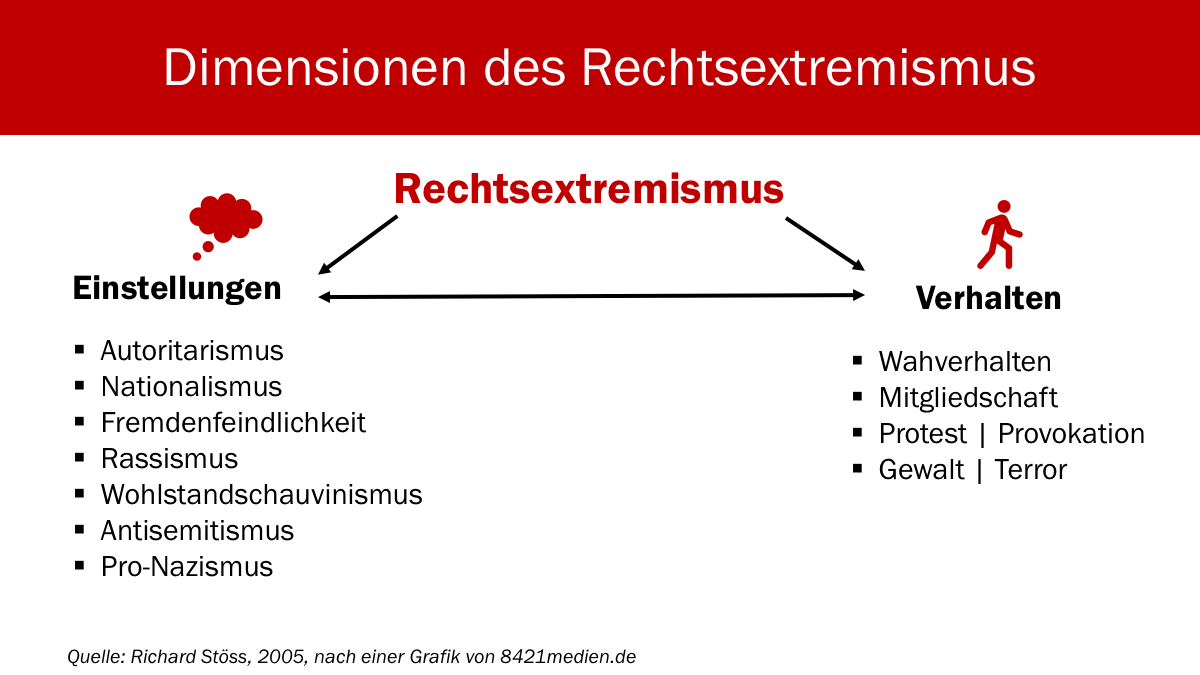 Dimensionen des Rechtsextremismus
Rechtsextremismus
Einstellungen
▪ Autoritarismus
▪ Nationalismus
▪ Fremdenfeindlichkeit
▪ Rassismus
▪ Wohlstandschauvinismus
▪ Antisemitismus
▪ Pro-Nazismus
Verhalten
▪ Wahverhalten
▪ Mitgliedschaft
▪ Protest | Provokation
▪ Gewalt | Terror
Quelle: Richard Stöss, 2005, nach einer Grafik von 8421medien.de